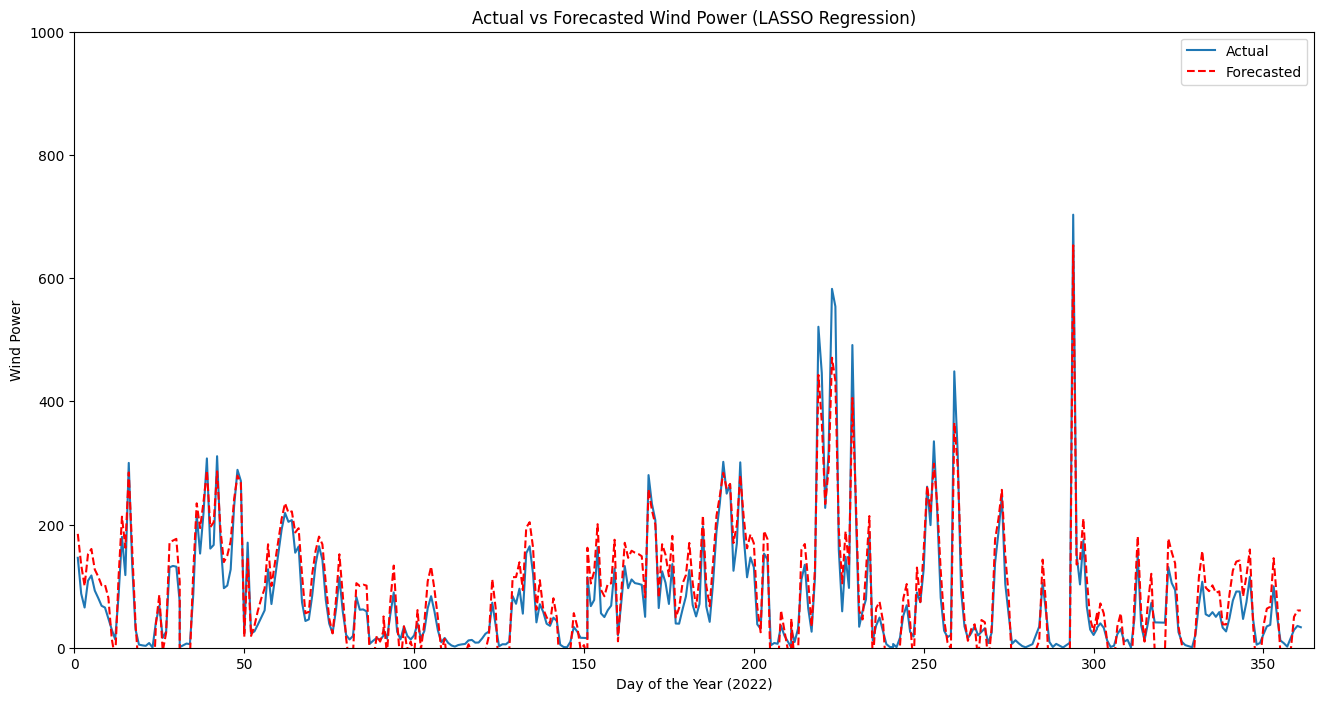 Actual vs Forecasted Wind Power (LASSO Regression)
Actual
Forecasted
1000
800
600
400
200
0
Wind Power
0 50 100 150 200 250 300 350
Day of the Year (2022)